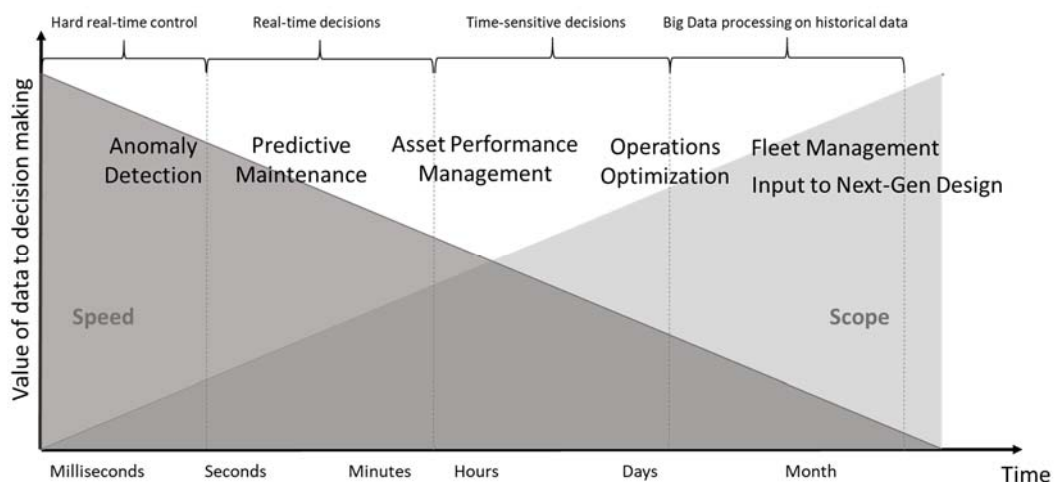 Hard real-time control
Real-time decisions
Time-sensitive decisions
Big Data processing on historical data
Value of data to decision making
Anomaly
Detection
Predictive
Maintenance
Asset Performance
Management
Operations
Optimization
Fleet Management
Input to Next-Gen Design
Speed
Scope
Milliseconds
Seconds
Minutes
Hours
Days
Month
Time